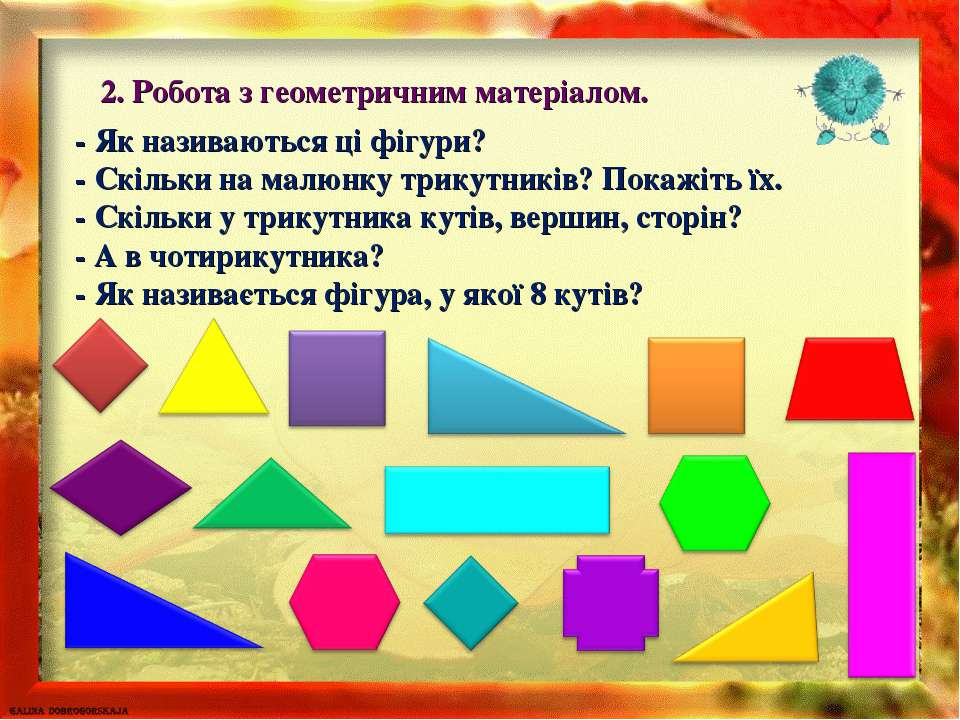 2. Робота з геометричним матеріалом.
- Як називаються ці фігури?
- Скільки на малюнку трикутників? Покажіть їх.
- Скільки у трикутника кутів, вершин, сторін?
- А в чотирикутника?
- Як називається фігура, у якої 8 кутів?
GALINA DOBROGORSKAJA